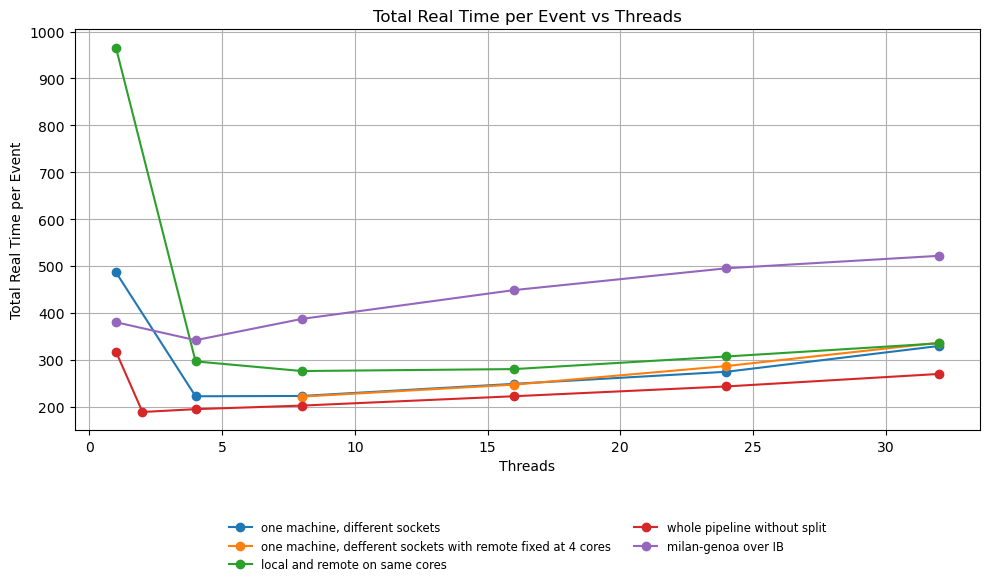 Total Real Time per Event vs Threads
Total Real Time per Event
1000
900
800
700
600
500
400
300
200
0
5
10
15
20
25
30
Threads
one machine, different sockets
one machine, defferent sockets with remote fixed at 4 cores
local and remote on same cores
whole pipeline without split
milan-genoa over IB